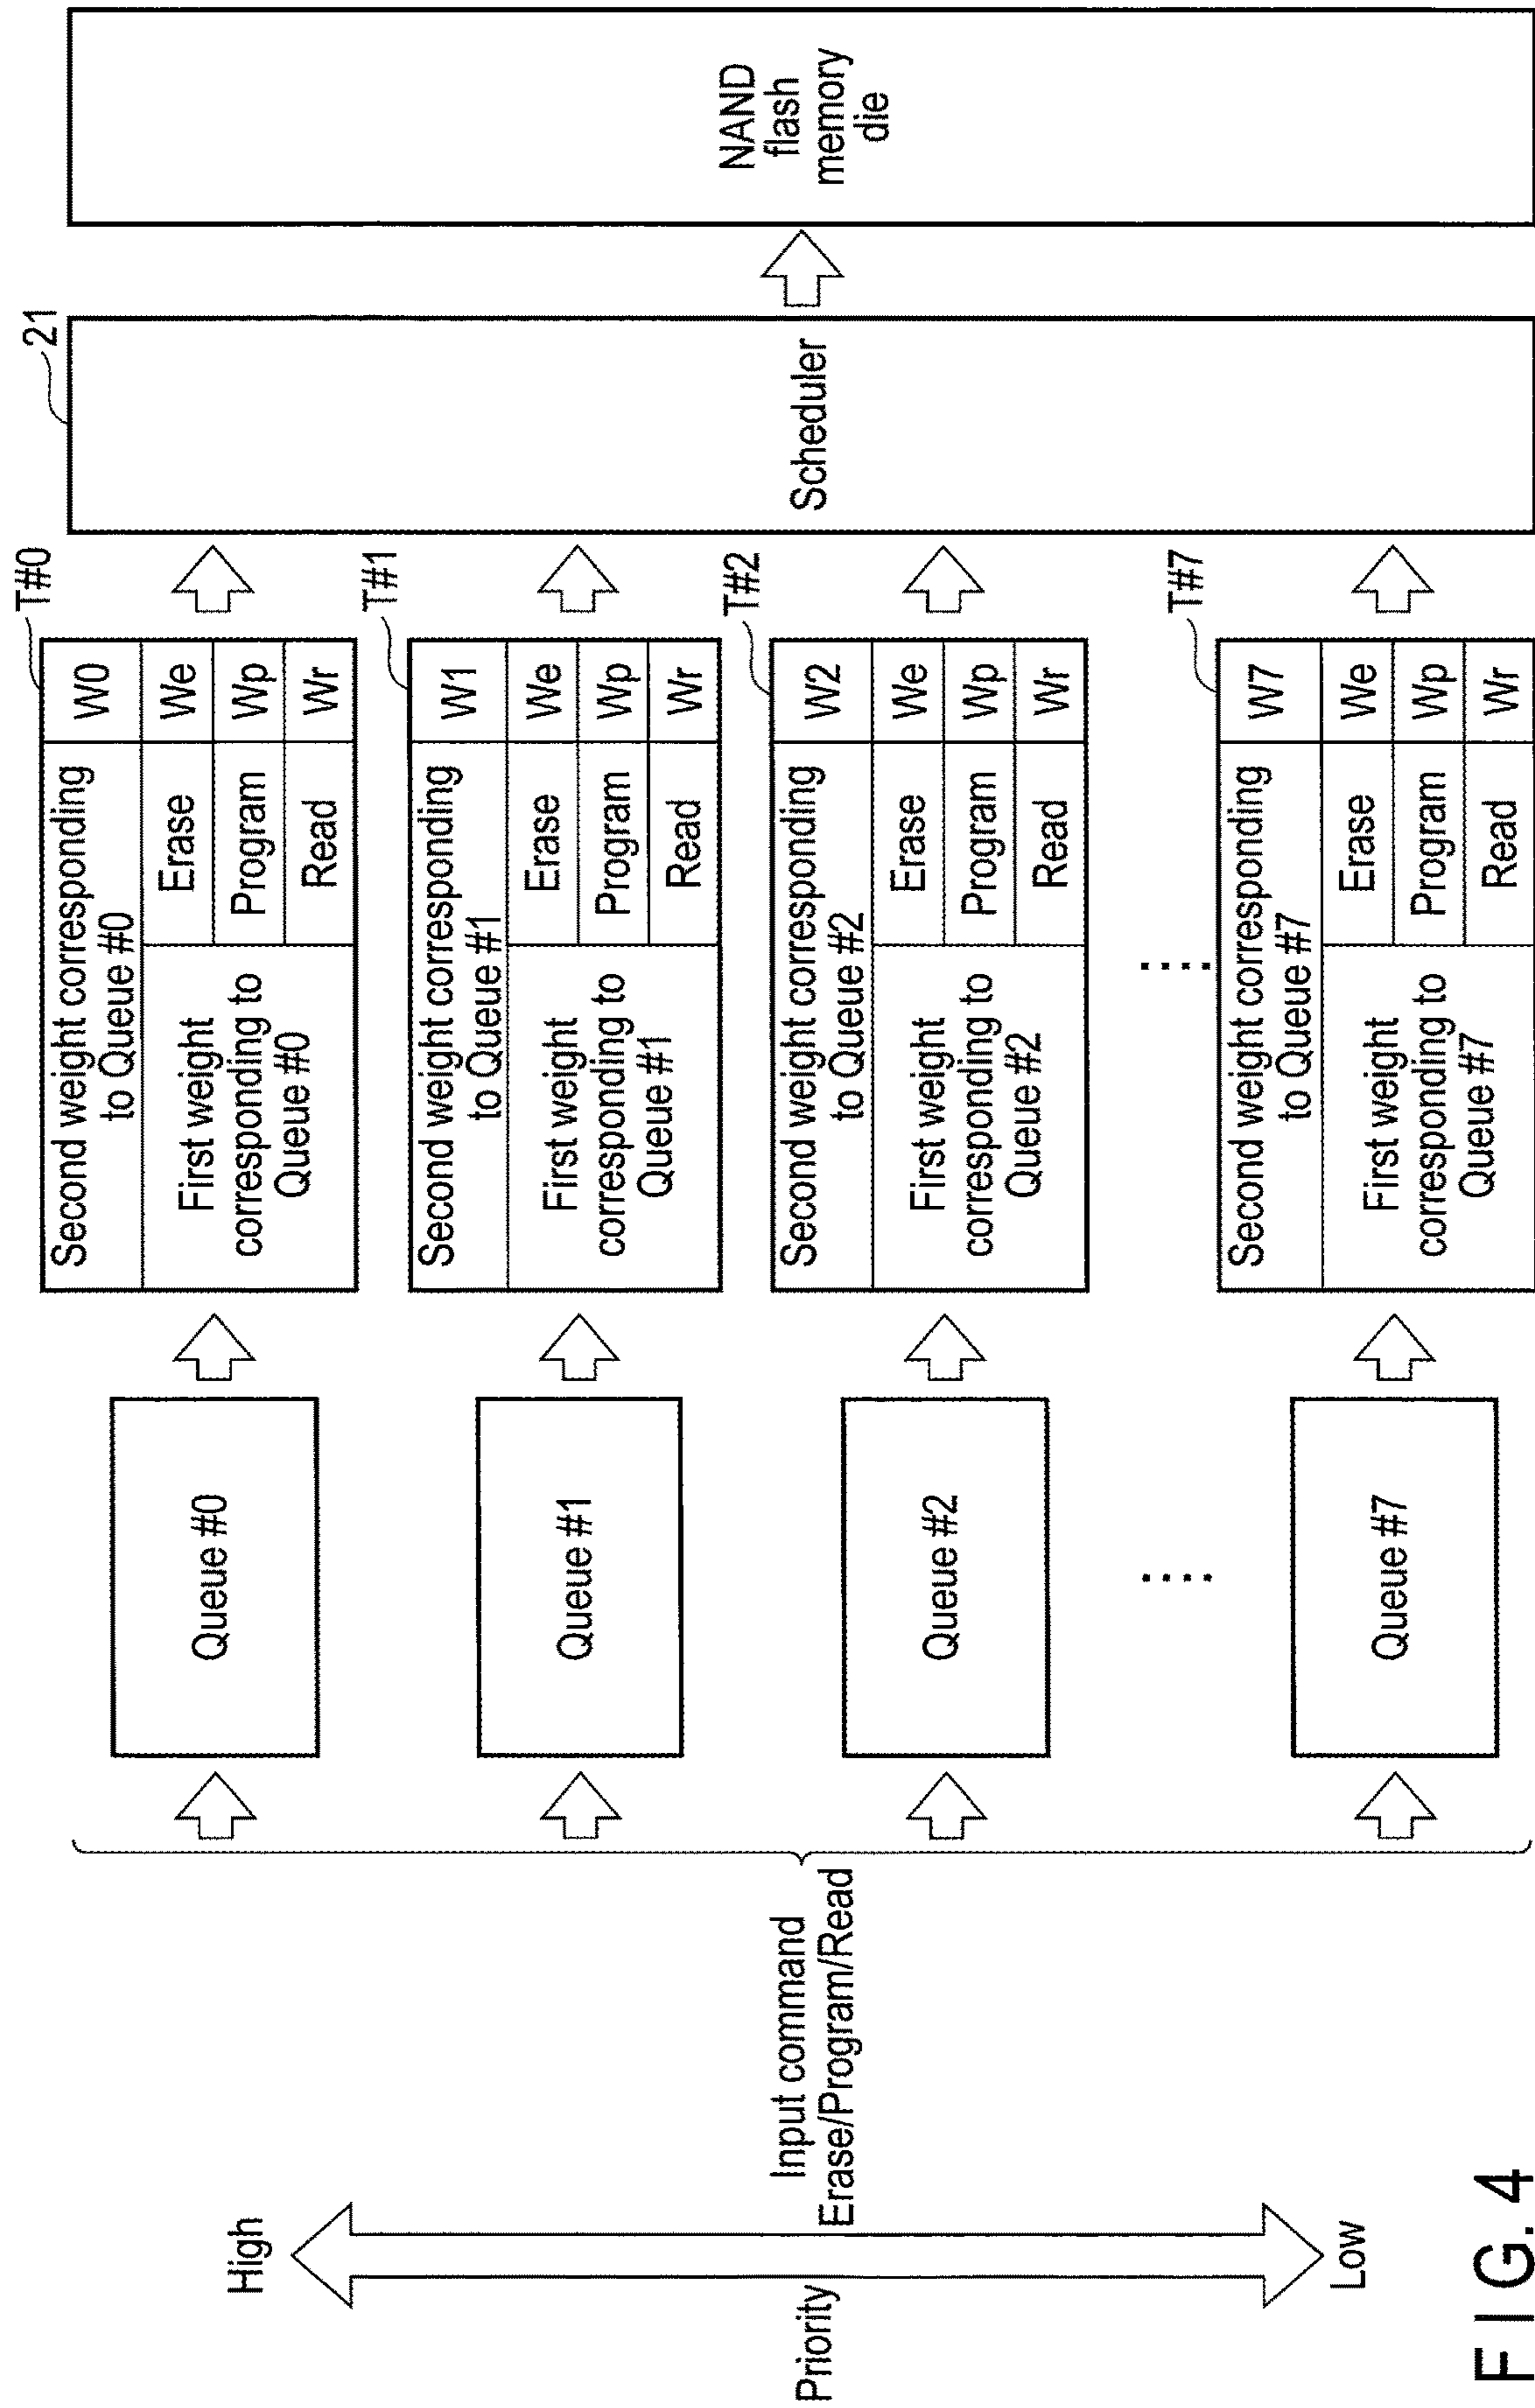 High
Priority
Low
Input command
Erase/Program/Read
Queue #0
Queue #1
Queue #2
....
Queue #7
T#0
Second weight corresponding
to Queue #0
W0
First weight
corresponding to
Queue #0
Erase
We
Program
Wp
Read
Wr
T#1
Second weight corresponding
to Queue #1
W1
First weight
corresponding to
Queue #1
Erase
We
Program
Wp
Read
Wr
T#2
Second weight corresponding
to Queue #2
W2
First weight
corresponding to
Queue #2
Erase
We
Program
Wp
Read
Wr
....
T#7
Second weight corresponding
to Queue #7
W7
First weight
corresponding to
Queue #7
Erase
We
Program
Wp
Read
Wr
21
Scheduler
NAND
flash
memory
die
FIG. 4